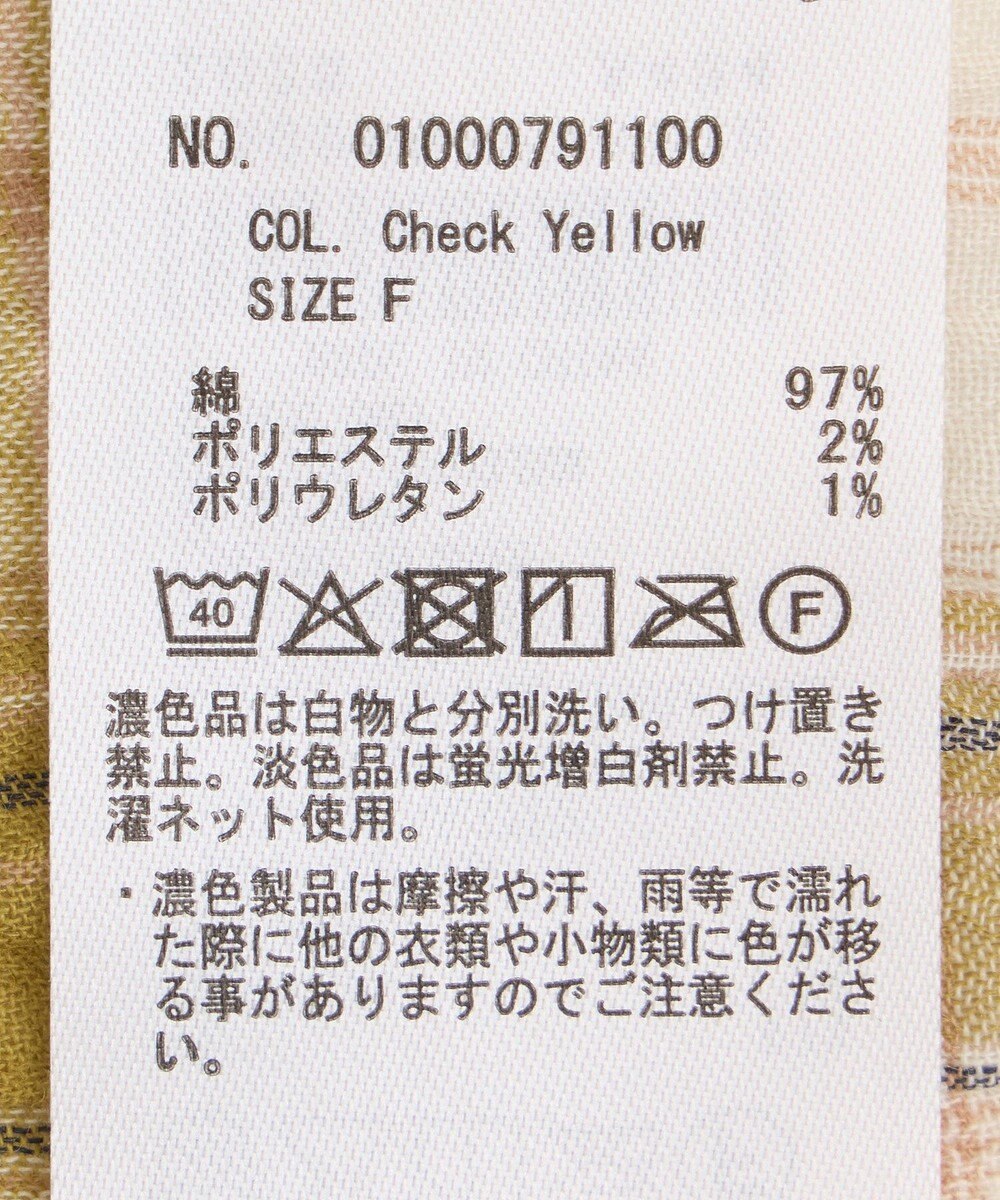 NO. 01000791100
COL. Check Yellow
SIZE F
綿 97%
ポリエステル 2%
ポリウレタン 1%
40 F
濃色品は白物と分別洗い。つけ置き
禁止。淡色品は蛍光増白剤禁止。洗
濯ネット使用。
・濃色製品は摩擦や汗、雨等で濡れ
た際に他の衣類や小物類に色が移
る事がありますのでご注意くださ
い。